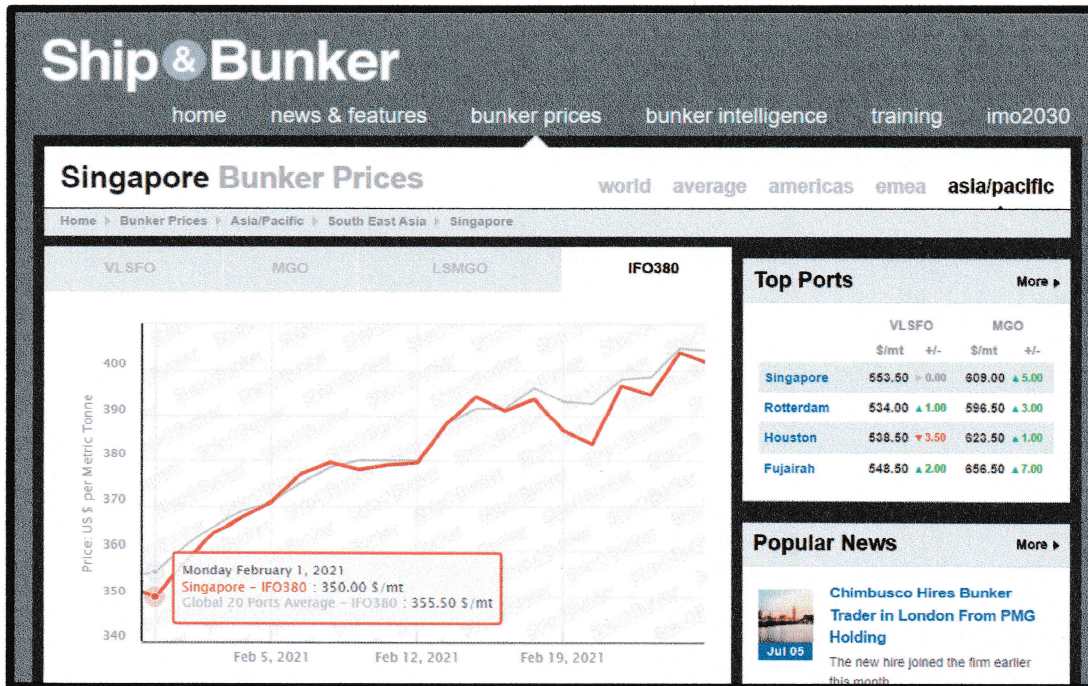 Ship & Bunker
home news & features bunker prices bunker intelligence training imo2030
Singapore Bunker Prices
world average americas emea asia/pacific
Home Bunker Prices Asia/Pacific South East Asia Singapore
VLSFO MGO LSMGO IFO380
Price: US $ per Metric Tonne
400
390
380
370
360
350
340
Monday February 1, 2021
Singapore - IFO380 : 350.00 $/mt
Global 20 Ports Average - IFO380 : 355.50 $/mt
Feb 5, 2021 Feb 12, 2021 Feb 19, 2021
Top Ports More
VLSFO MGO
$/mt +/- $/mt +/-
Singapore 553.50 0.00 609.00 ▲ 5.00
Rotterdam 534.00 ▲ 1.00 596.50 ▲ 3.00
Houston 538.50 ▼ 3.50 623.50 ▲ 1.00
Fujairah 548.50 ▲ 2.00 656.50 ▲ 7.00
Popular News More
Jul 05
Chimbusco Hires Bunker
Trader in London From PMG
Holding
The new hire joined the firm earlier
this month